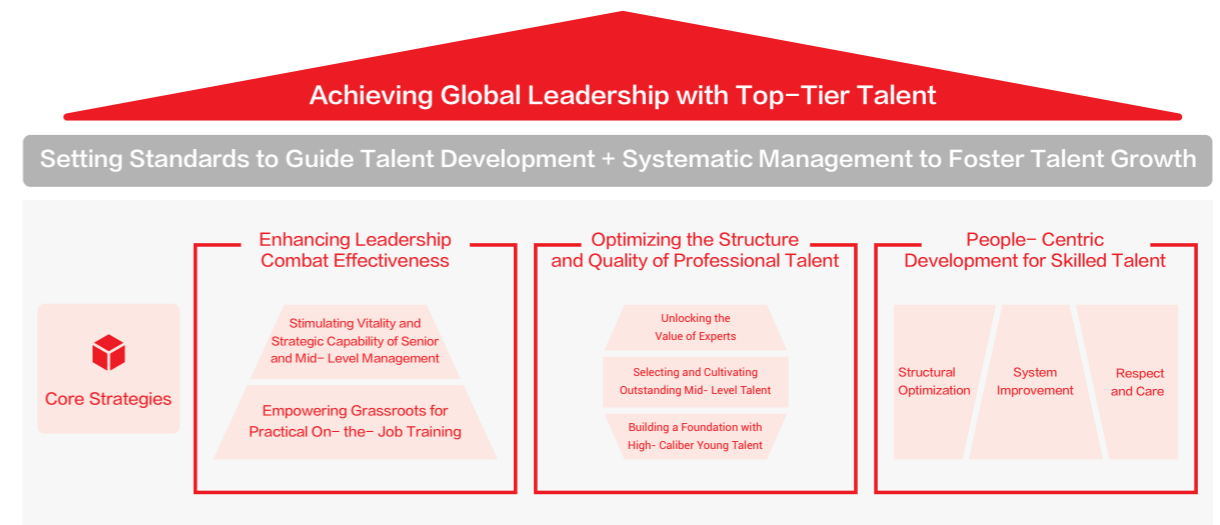 Achieving Global Leadership with Top-Tier Talent
Setting Standards to Guide Talent Development + Systematic Management to Foster Talent Growth
Core Strategies
Enhancing Leadership
Combat Effectiveness
Stimulating Vitality and
Strategic Capability of Senior
and Mid- Level Management
Empowering Grassroots for
Practical On- the- Job Training
Optimizing the Structure
and Quality of Professional Talent
Unlocking the
Value of Experts
Selecting and Cultivating
Outstanding Mid- Level Talent
Building a Foundation with
High- Caliber Young Talent
People- Centric
Development for Skilled Talent
Structural
Optimization
System
Improvement
Respect
and Care